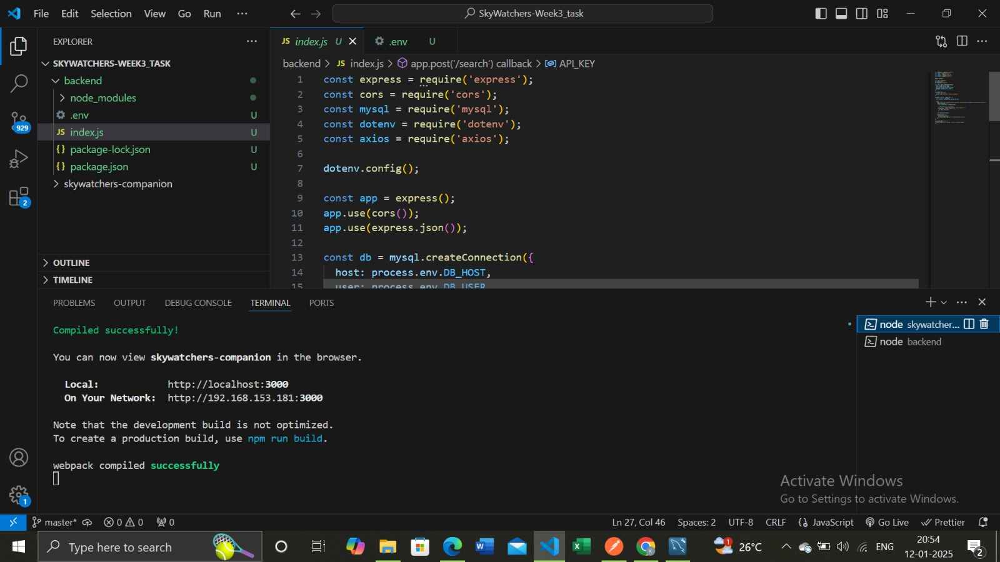 File Edit Selection View Go Run ··· SkyWatchers-Week3_task
EXPLORER ···
SKYWATCHERS-WEEK3_TASK
backend
node_modules
.env U
JS index.js U
{} package-lock.json U
{} package.json U
skywatchers-companion
OUTLINE
TIMELINE
929
2
1
JS index.js U .env U
backend > JS index.js > app.post('/search') callback > API_KEY
1 const express = require('express');
2 const cors = require('cors');
3 const mysql = require('mysql');
4 const dotenv = require('dotenv');
5 const axios = require('axios');
6
7 dotenv.config();
8
9 const app = express();
10 app.use(cors());
11 app.use(express.json());
12
13 const db = mysql.createConnection({
14 host: process.env.DB_HOST,
15 user: process.env.DB_USER
PROBLEMS OUTPUT DEBUG CONSOLE TERMINAL PORTS
Compiled successfully!
You can now view skywatchers-companion in the browser.
Local: http://localhost:3000
On Your Network: http://192.168.153.181:3000
Note that the development build is not optimized.
To create a production build, use npm run build.
webpack compiled successfully
node skywatcher...
node backend
Activate Windows
Go to Settings to activate Windows.
master* 0 0 0 Ln 27, Col 46 Spaces: 2 UTF-8 CRLF {} JavaScript Go Live Prettier
Type here to search 1 26°C ENG 20:54
12-01-2025 2